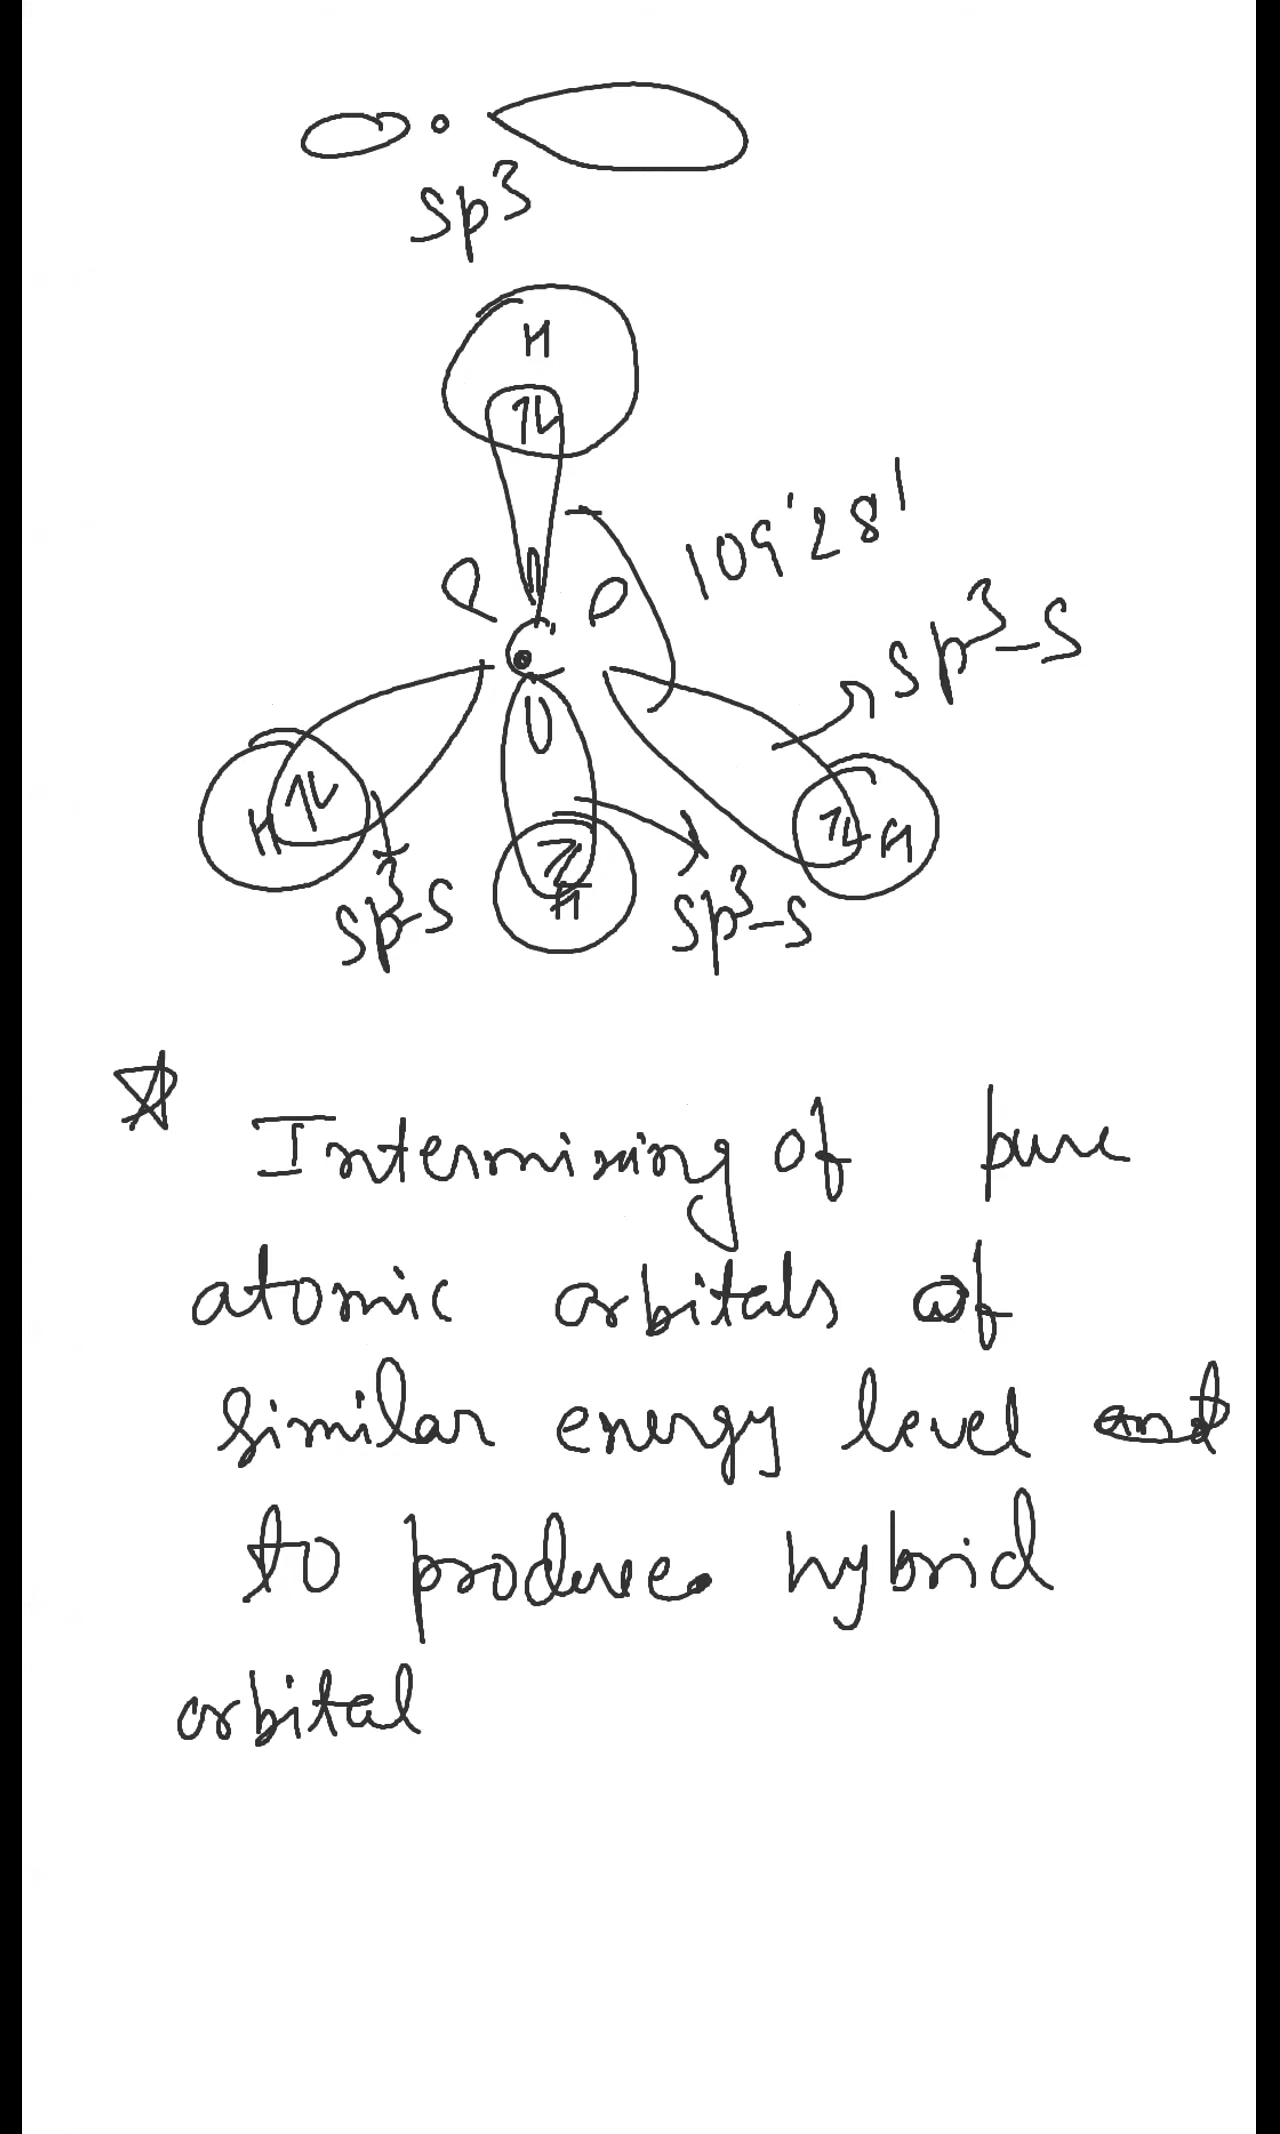 sp³
H
109°28'
sp³-s
H
H
H
sp³-s
sp³-s
Intermixing of pure
atomic orbitals of
similar energy level
to produce hybrid
orbital